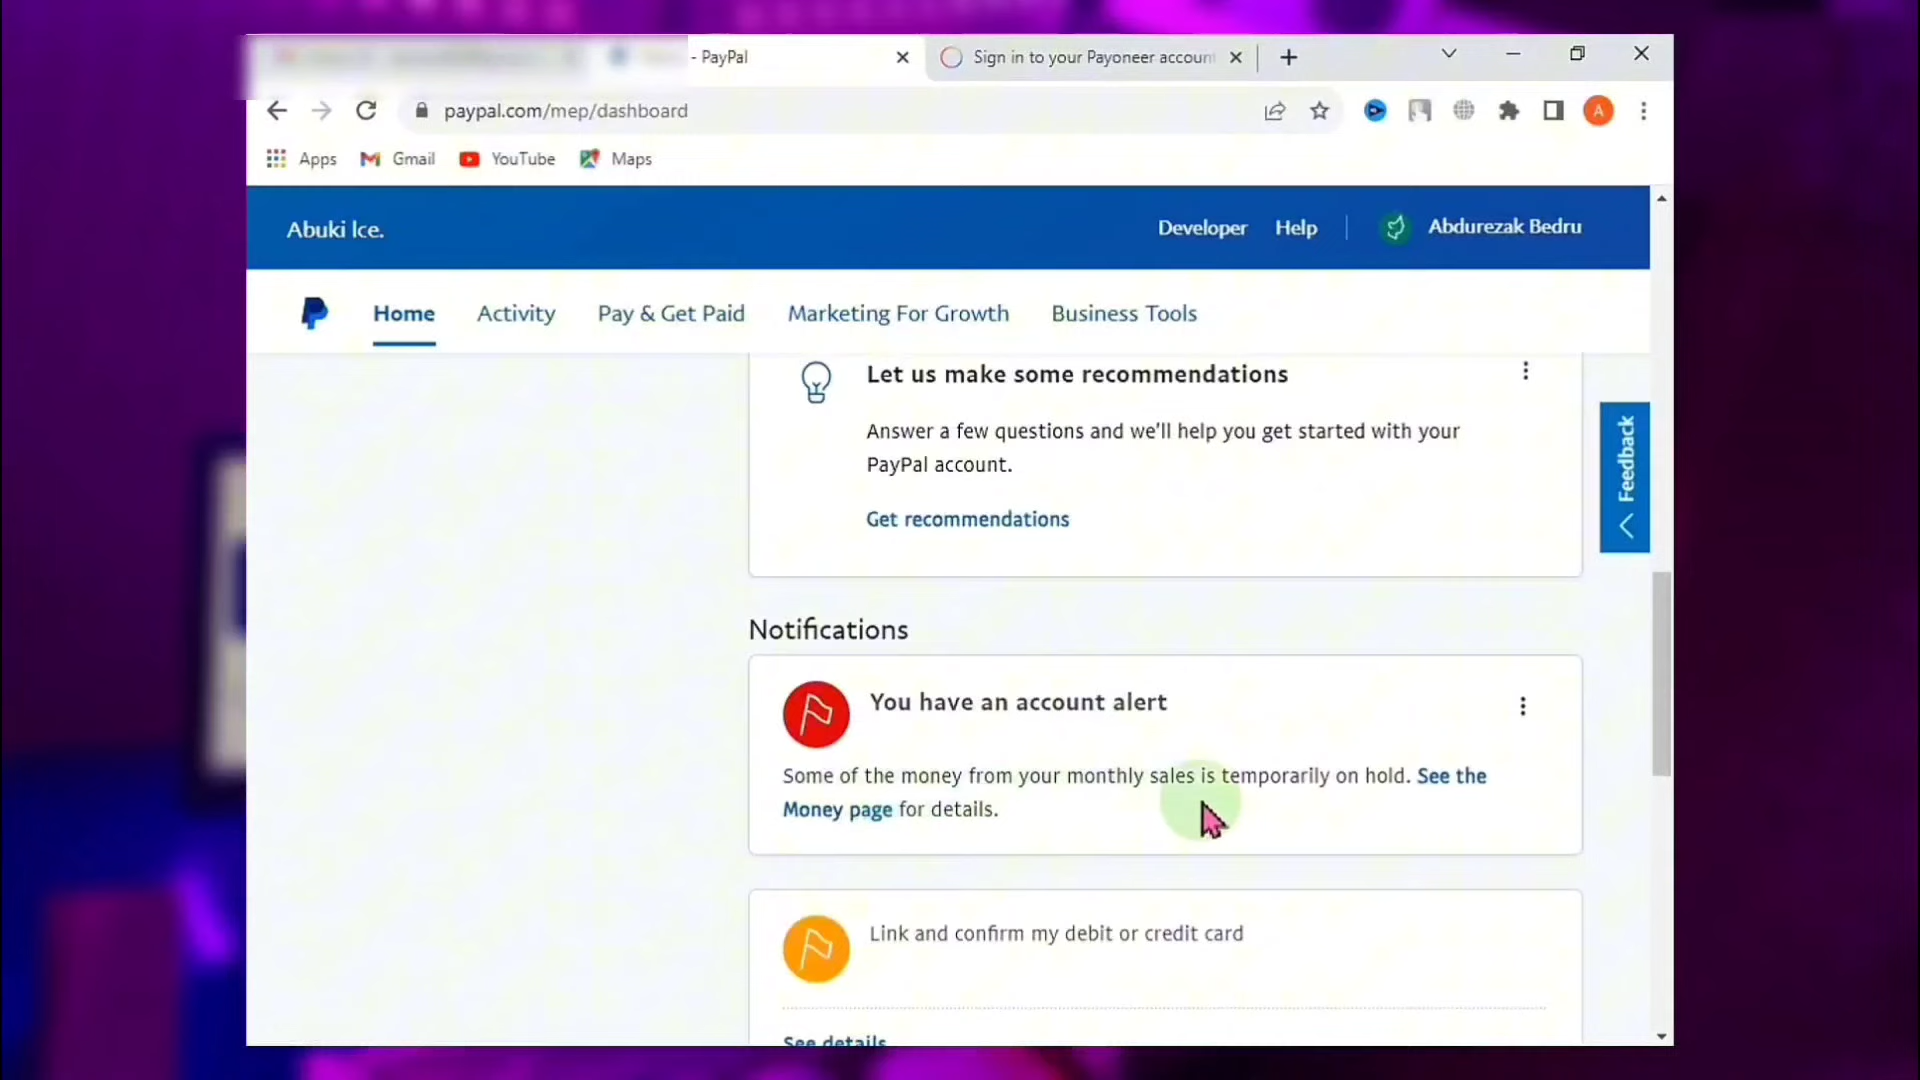 - PayPal
Sign in to your Payoneer accoun
paypal.com/mep/dashboard
A
Apps
Gmail
YouTube
Maps
Abuki Ice.
Developer
Help
Abdurezak Bedru
Home
Activity
Pay & Get Paid
Marketing For Growth
Business Tools
Let us make some recommendations
Answer a few questions and we'll help you get started with your
PayPal account.
Get recommendations
Feedback
Notifications
You have an account alert
Some of the money from your monthly sales is temporarily on hold. See the
Money page for details.
Link and confirm my debit or credit card
See details